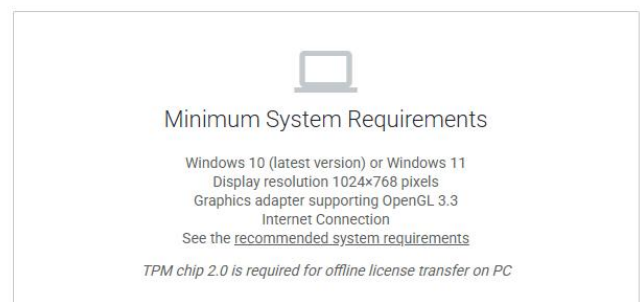 Minimum System Requirements
Windows 10 (latest version) or Windows 11
Display resolution 1024×768 pixels
Graphics adapter supporting OpenGL 3.3
Internet Connection
See the recommended system requirements
TPM chip 2.0 is required for offline license transfer on PC